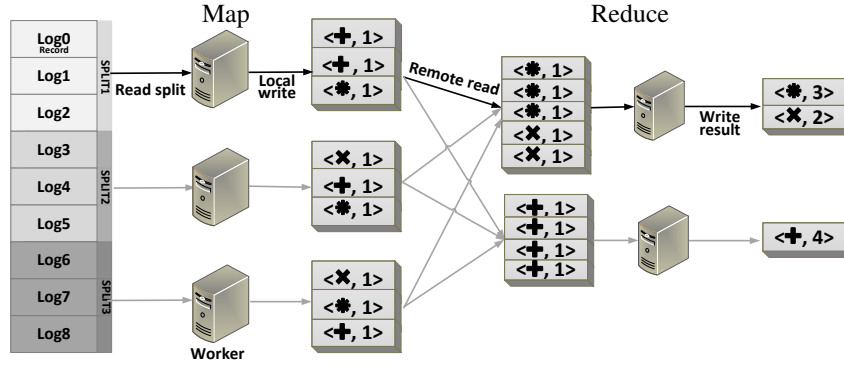 Map
Reduce
Log0
Record
Log1
Log2
Log3
Log4
Log5
Log6
Log7
Log8
SPLIT1
SPLIT2
SPLIT3
Read split
Worker
Local
write
<✚, 1>
<✚, 1>
<✱, 1>
<✖, 1>
<✚, 1>
<✱, 1>
<✖, 1>
<✱, 1>
<✚, 1>
Remote read
<✱, 1>
<✱, 1>
<✱, 1>
<✖, 1>
<✖, 1>
<✚, 1>
<✚, 1>
<✚, 1>
<✚, 1>
Write
result
<✱, 3>
<✖, 2>
<✚, 4>